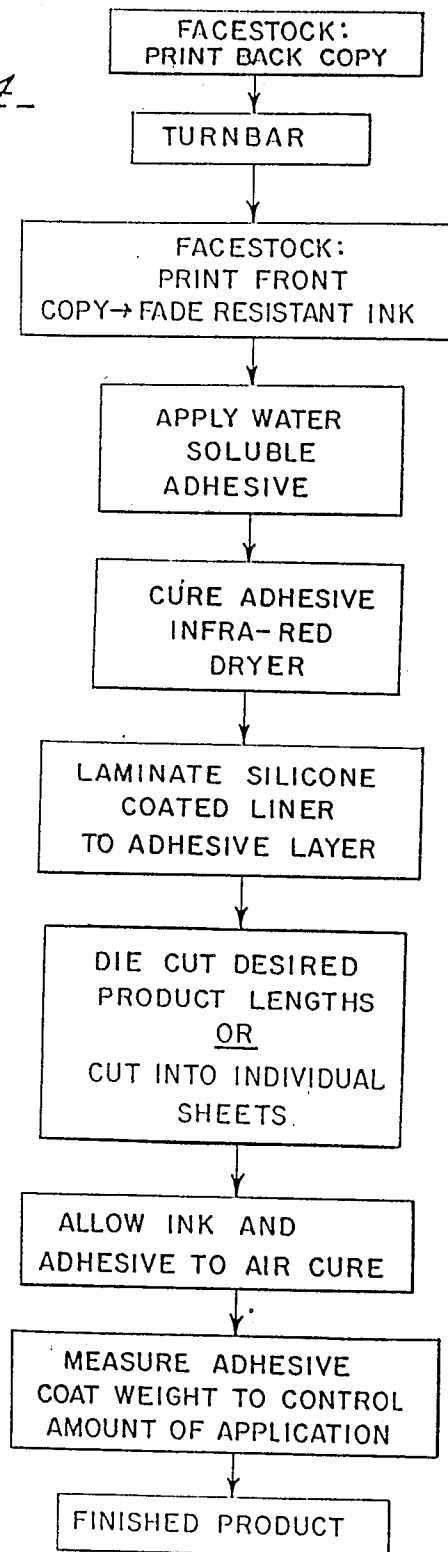 FACESTOCK:
PRINT BACK COPY
TURNBAR
FACESTOCK:
PRINT FRONT
COPY→FADE RESISTANT INK
APPLY WATER
SOLUBLE
ADHESIVE
CURE ADHESIVE
INFRA-RED
DRYER
LAMINATE SILICONE
COATED LINER
TO ADHESIVE LAYER
DIE CUT DESIRED
PRODUCT LENGTHS
OR
CUT INTO INDIVIDUAL
SHEETS.
ALLOW INK AND
ADHESIVE TO AIR CURE
MEASURE ADHESIVE
COAT WEIGHT TO CONTROL
AMOUNT OF APPLICATION
FINISHED PRODUCT